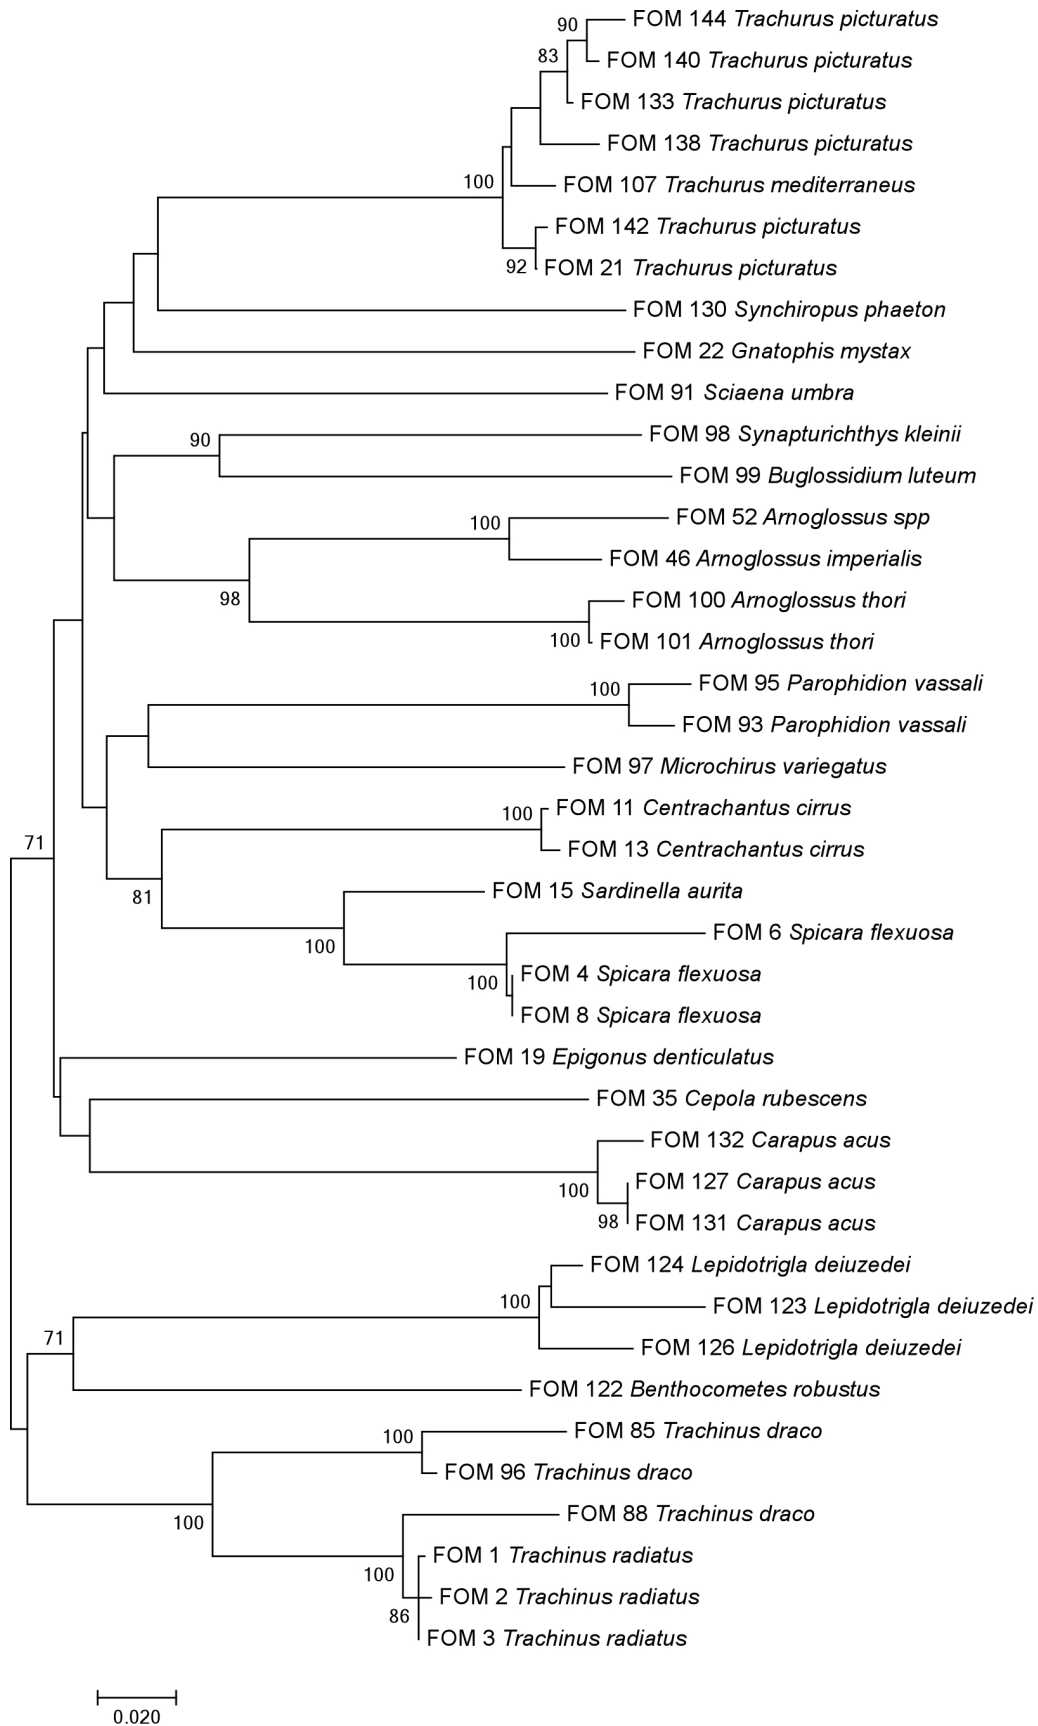 FOM 144 Trachurus picturatus
90
FOM 140 Trachurus picturatus
83
FOM 133 Trachurus picturatus
FOM 138 Trachurus picturatus
100
FOM 107 Trachurus mediterraneus
FOM 142 Trachurus picturatus
92
FOM 21 Trachurus picturatus
FOM 130 Synchiropus phaeton
FOM 22 Gnatophis mystax
FOM 91 Sciaena umbra
90
FOM 98 Synapturichthys kleinii
FOM 99 Buglossidium luteum
100
FOM 52 Arnoglossus spp
FOM 46 Arnoglossus imperialis
98
FOM 100 Arnoglossus thori
100
FOM 101 Arnoglossus thori
100
FOM 95 Parophidion vassali
FOM 93 Parophidion vassali
FOM 97 Microchirus variegatus
100
FOM 11 Centrachantus cirrus
71
FOM 13 Centrachantus cirrus
81
FOM 15 Sardinella aurita
100
FOM 6 Spicara flexuosa
100
FOM 4 Spicara flexuosa
FOM 8 Spicara flexuosa
FOM 19 Epigonus denticulatus
FOM 35 Cepola rubescens
FOM 132 Carapus acus
100
FOM 127 Carapus acus
98
FOM 131 Carapus acus
FOM 124 Lepidotrigla deiuzedei
100
FOM 123 Lepidotrigla deiuzedei
71
FOM 126 Lepidotrigla deiuzedei
FOM 122 Benthocometes robustus
100
FOM 85 Trachinus draco
FOM 96 Trachinus draco
100
FOM 88 Trachinus draco
100
FOM 1 Trachinus radiatus
FOM 2 Trachinus radiatus
86
FOM 3 Trachinus radiatus
0.020